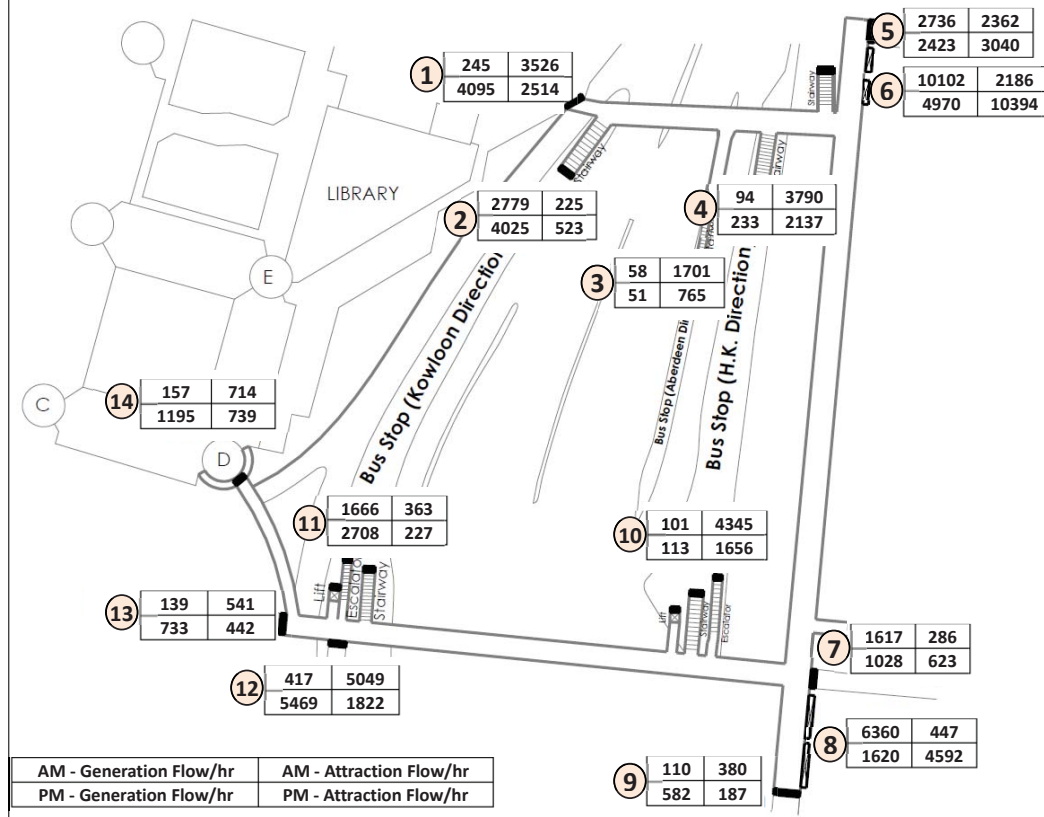 5
2736 2362
2423 3040
1
245 3526
4095 2514
6
10102 2186
4970 10394
Stairway
Stairway
LIBRARY
2
2779 225
4025 523
4
94 3790
233 2137
E
3
58 1701
51 765
Bus Stop (Kowloon Direction
Bus Stop (Aberdeen Di
Bus Stop (H.K. Direction
C
14
157 714
1195 739
D
11
1666 363
2708 227
10
101 4345
113 1656
Lift
Escalator
Stairway
Stairway
Escalator
13
139 541
733 442
7
1617 286
1028 623
12
417 5049
5469 1822
8
6360 447
1620 4592
9
110 380
582 187
AM - Generation Flow/hr AM - Attraction Flow/hr
PM - Generation Flow/hr PM - Attraction Flow/hr